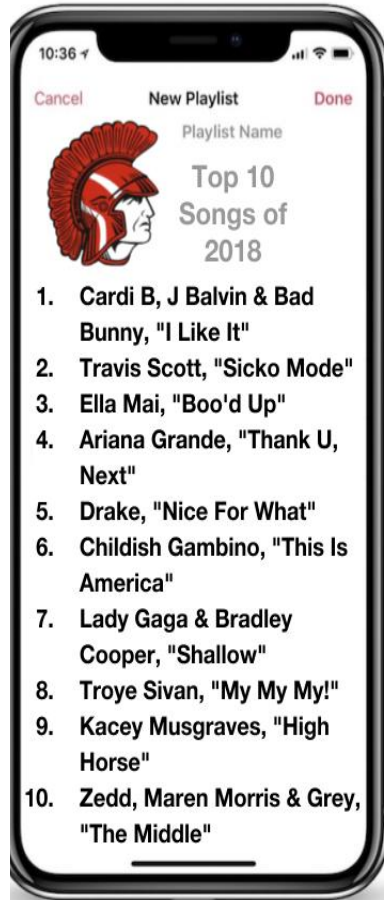 10:36
Cancel New Playlist Done
Playlist Name
Top 10
Songs of
2018
1. Cardi B, J Balvin & Bad
Bunny, "I Like It"
2. Travis Scott, "Sicko Mode"
3. Ella Mai, "Boo'd Up"
4. Ariana Grande, "Thank U,
Next"
5. Drake, "Nice For What"
6. Childish Gambino, "This Is
America"
7. Lady Gaga & Bradley
Cooper, "Shallow"
8. Troye Sivan, "My My My!"
9. Kacey Musgraves, "High
Horse"
10. Zedd, Maren Morris & Grey,
"The Middle"